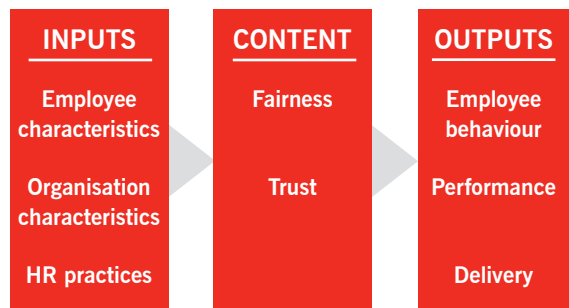 INPUTS
Employee
characteristics
Organisation
characteristics
HR practices
CONTENT
Fairness
Trust
OUTPUTS
Employee
behaviour
Performance
Delivery